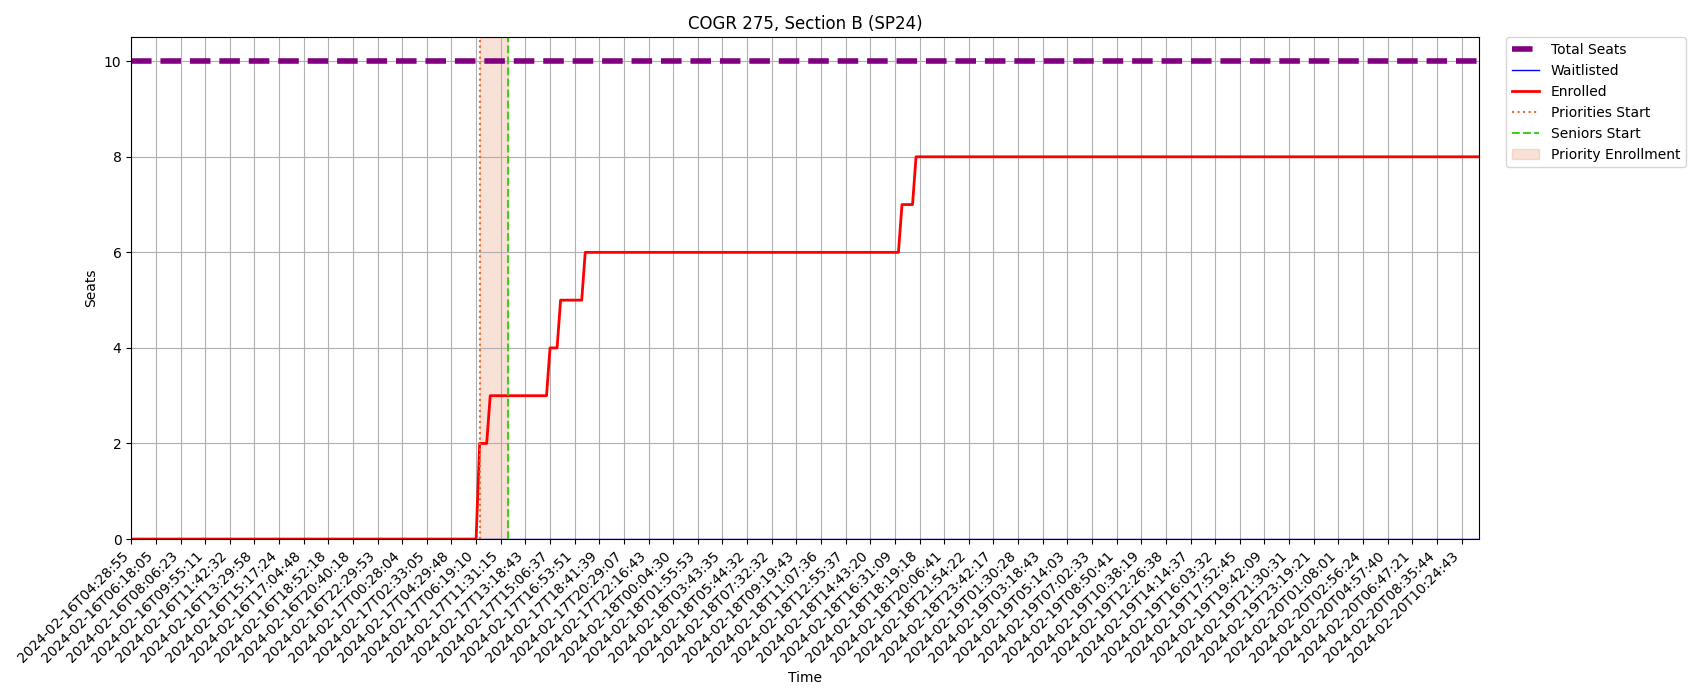 COGR 275, Section B (SP24)
Total Seats
Waitlisted
Enrolled
Priorities Start
Seniors Start
Priority Enrollment
Seats
10
8
6
4
2
0
2024-02-16T04:28:55
2024-02-16T06:18:05
2024-02-16T08:06:23
2024-02-16T09:55:11
2024-02-16T11:42:32
2024-02-16T13:29:58
2024-02-16T15:17:24
2024-02-16T17:04:48
2024-02-16T18:52:18
2024-02-16T20:40:18
2024-02-16T22:29:53
2024-02-17T00:28:04
2024-02-17T02:33:05
2024-02-17T04:29:48
2024-02-17T06:19:10
2024-02-17T11:31:15
2024-02-17T13:18:43
2024-02-17T15:06:37
2024-02-17T16:53:51
2024-02-17T18:41:39
2024-02-17T20:29:07
2024-02-17T22:16:43
2024-02-18T00:04:30
2024-02-18T01:55:53
2024-02-18T03:43:35
2024-02-18T05:44:32
2024-02-18T07:32:32
2024-02-18T09:19:43
2024-02-18T11:07:36
2024-02-18T12:55:37
2024-02-18T14:43:20
2024-02-18T16:31:09
2024-02-18T18:19:18
2024-02-18T20:06:41
2024-02-18T21:54:22
2024-02-18T23:42:17
2024-02-19T01:30:28
2024-02-19T03:18:43
2024-02-19T05:14:03
2024-02-19T07:02:33
2024-02-19T08:50:41
2024-02-19T10:38:19
2024-02-19T12:26:38
2024-02-19T14:14:37
2024-02-19T16:03:32
2024-02-19T17:52:45
2024-02-19T19:42:09
2024-02-19T21:30:31
2024-02-19T23:19:21
2024-02-20T01:08:01
2024-02-20T02:56:24
2024-02-20T04:57:40
2024-02-20T06:47:21
2024-02-20T08:35:44
2024-02-20T10:24:43
Time